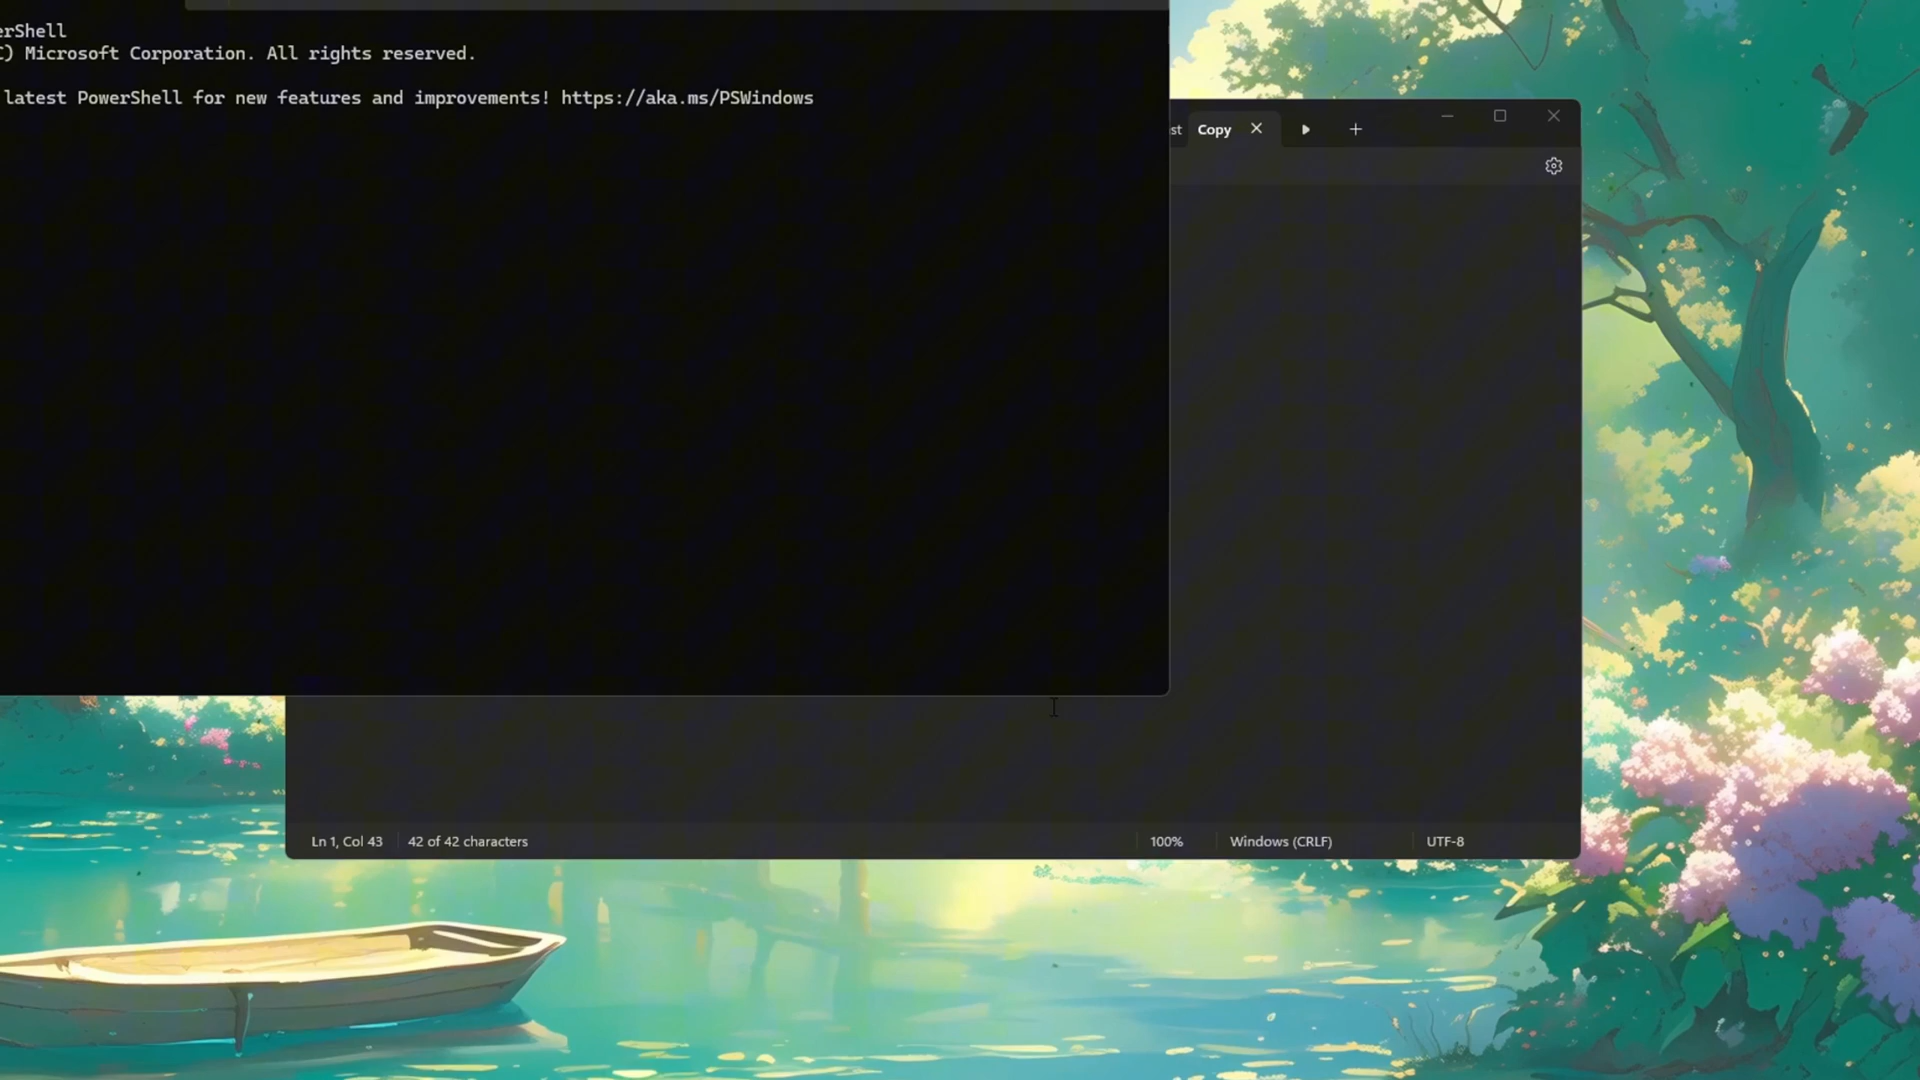 erShell
C) Microsoft Corporation. All rights reserved.
latest PowerShell for new features and improvements! https://aka.ms/PSWindows
st Copy
Ln 1, Col 43 42 of 42 characters 100% Windows (CRLF) UTF-8